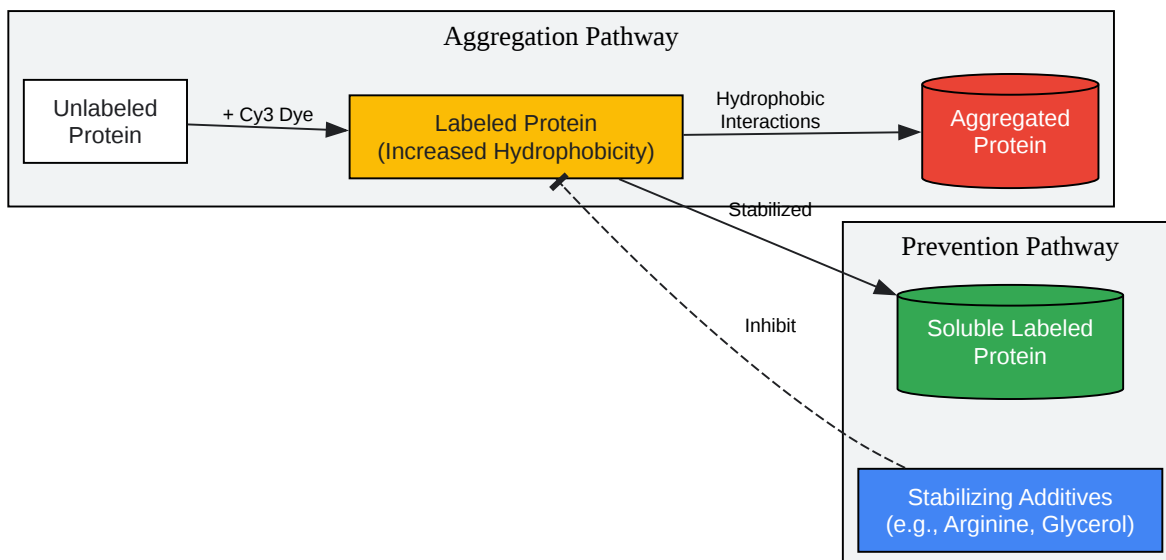 Aggregation Pathway
Unlabeled
Protein
+ Cy3 Dye
Labeled Protein
(Increased Hydrophobicity)
Hydrophobic
Interactions
Aggregated
Protein
Stabilized
Prevention Pathway
Soluble Labeled
Protein
Inhibit
Stabilizing Additives
(e.g., Arginine, Glycerol)